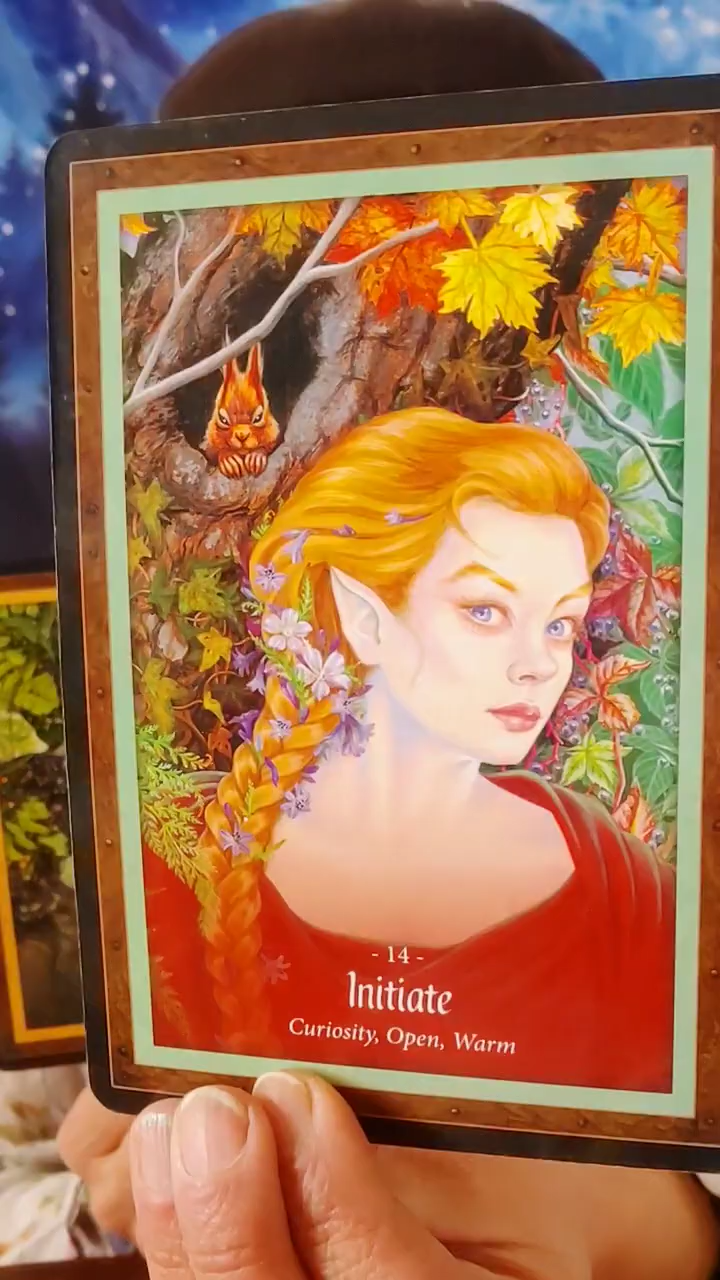 - 14 -
Initiate
Curiosity, Open, Warm